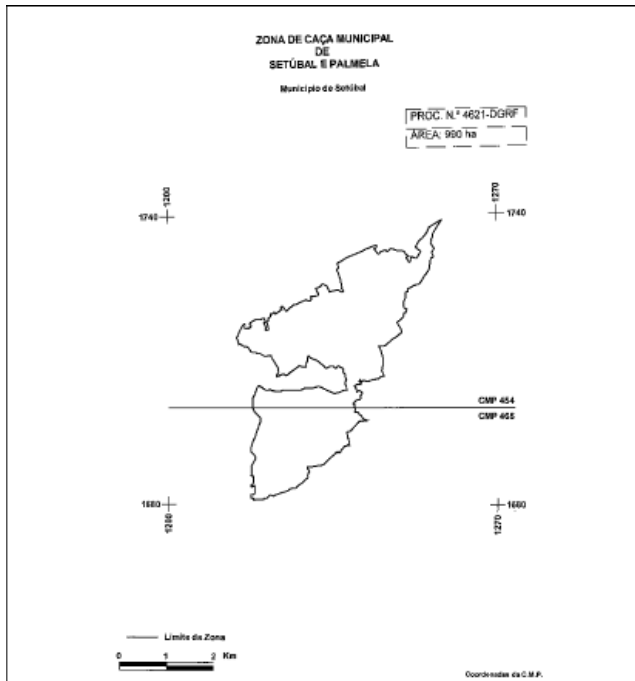 ZONA DE CAÇA MUNICIPAL
DE
SETÚBAL E PALMELA
Município de Setúbal
PROC. N.º 4621-DGRF
ÁREA: 990 ha
1200
1270
1740
1740
CMP 454
CMP 465
1680
1680
1200
1270
Limite da Zona
0 1 2 Km
Coordenadas da C.M.P.